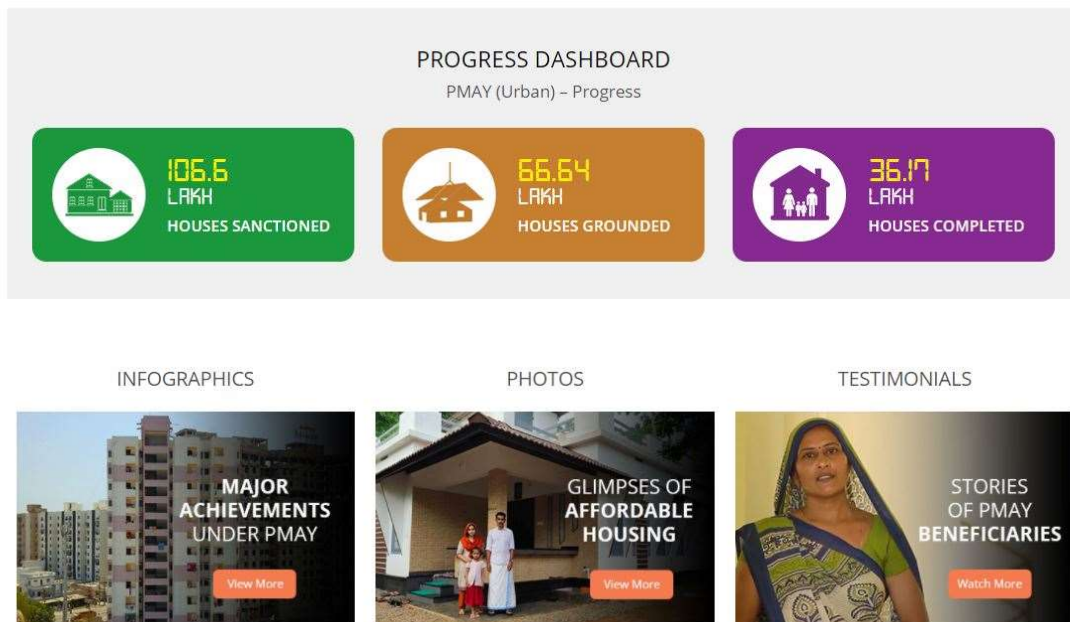 PROGRESS DASHBOARD
PMAY (Urban) – Progress
106.6
LAKH
HOUSES SANCTIONED
66.64
LAKH
HOUSES GROUNDED
36.17
LAKH
HOUSES COMPLETED
INFOGRAPHICS
PHOTOS
TESTIMONIALS
MAJOR
ACHIEVEMENTS
UNDER PMAY
View More
GLIMPSES OF
AFFORDABLE
HOUSING
View More
STORIES
OF PMAY
BENEFICIARIES
Watch More